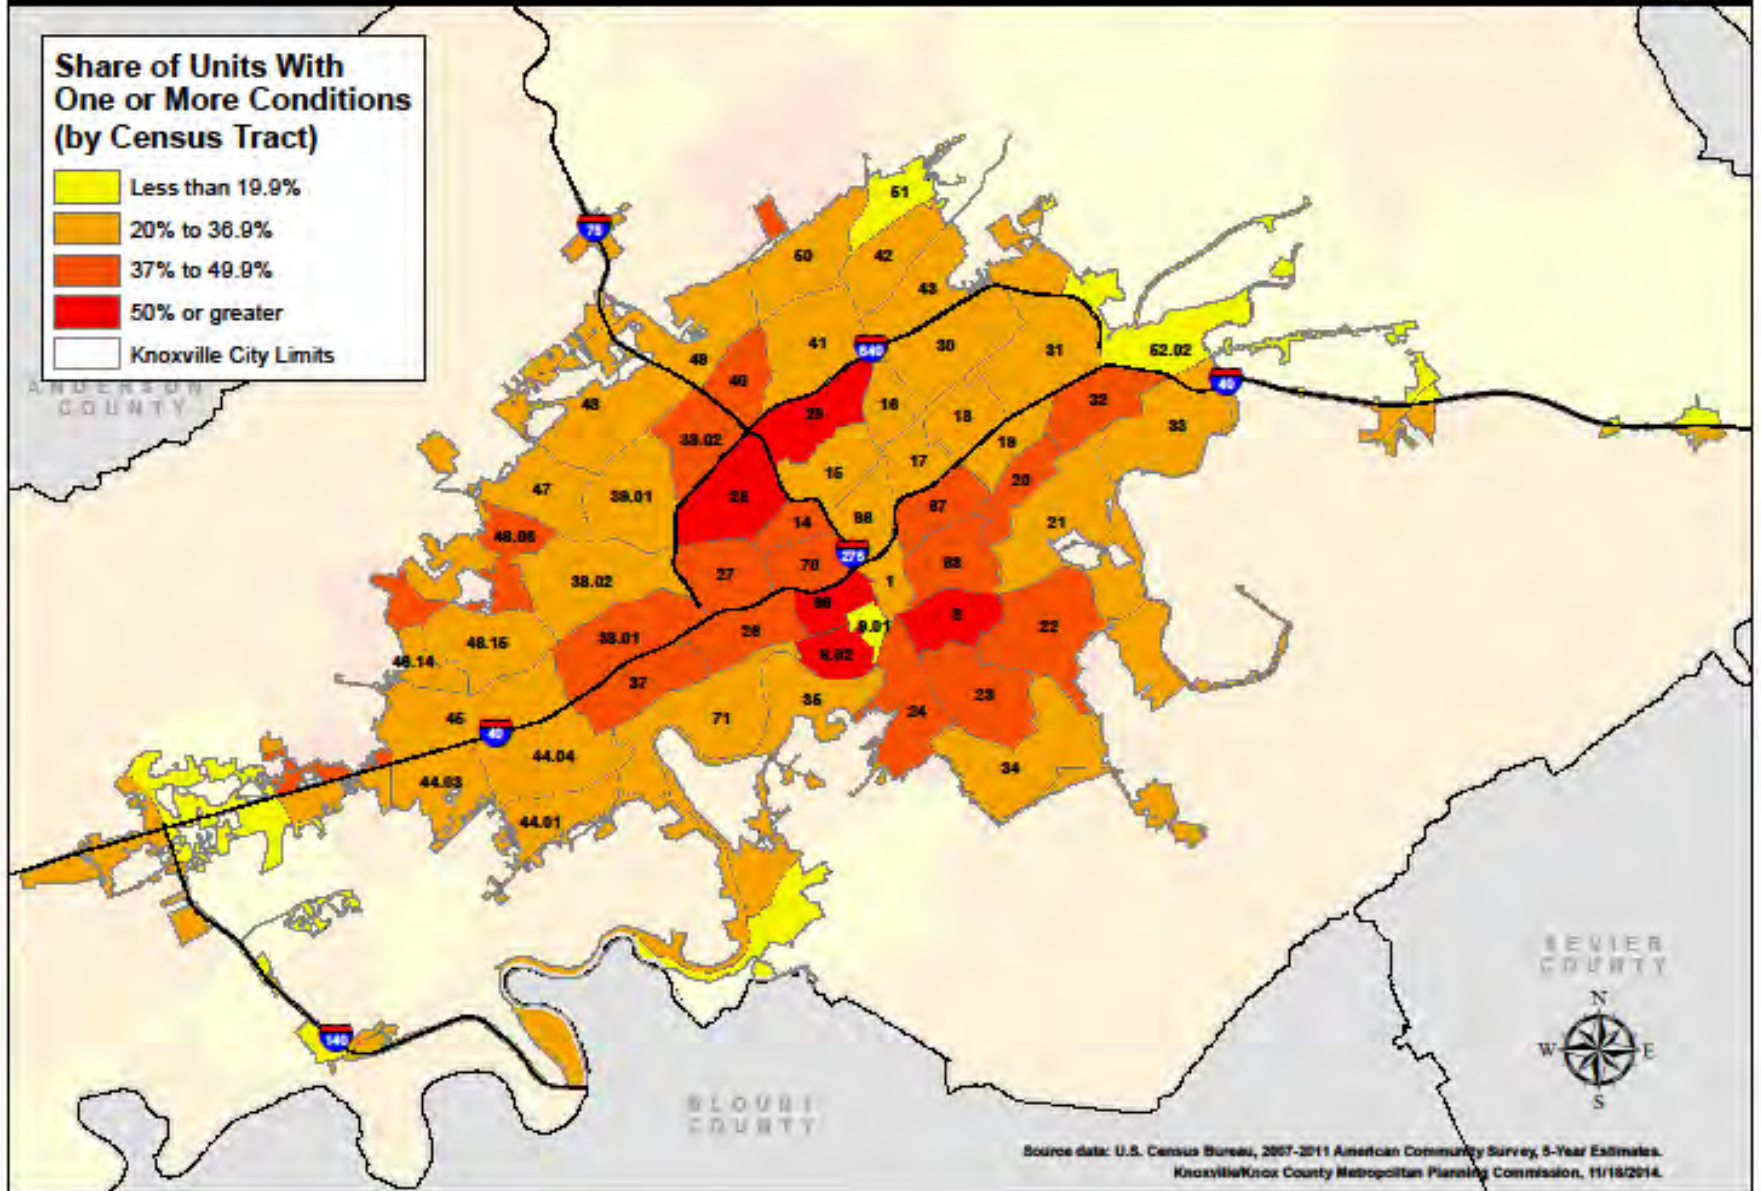 Share of Units With
One or More Conditions
(by Census Tract)
Less than 19.9%
20% to 36.9%
37% to 49.9%
50% or greater
Knoxville City Limits
ANDERSON
COUNTY
75
51
50
42
43
41
640
30
31
52.02
40
48
40
29
16
18
32
33
39.02
19
15
17
20
47
39.01
28
67
21
14
66
46.06
275
70
68
27
1
38.02
69
9.01
8
22
38.01
26
9.02
46.15
46.14
37
35
24
23
71
45
40
44.04
34
44.03
44.01
140
SEVIER
COUNTY
N
W
E
S
BLOUNT
COUNTY
Source data: U.S. Census Bureau, 2007-2011 American Community Survey, 5-Year Estimates.
Knoxville/Knox County Metropolitan Planning Commission, 11/18/2014.